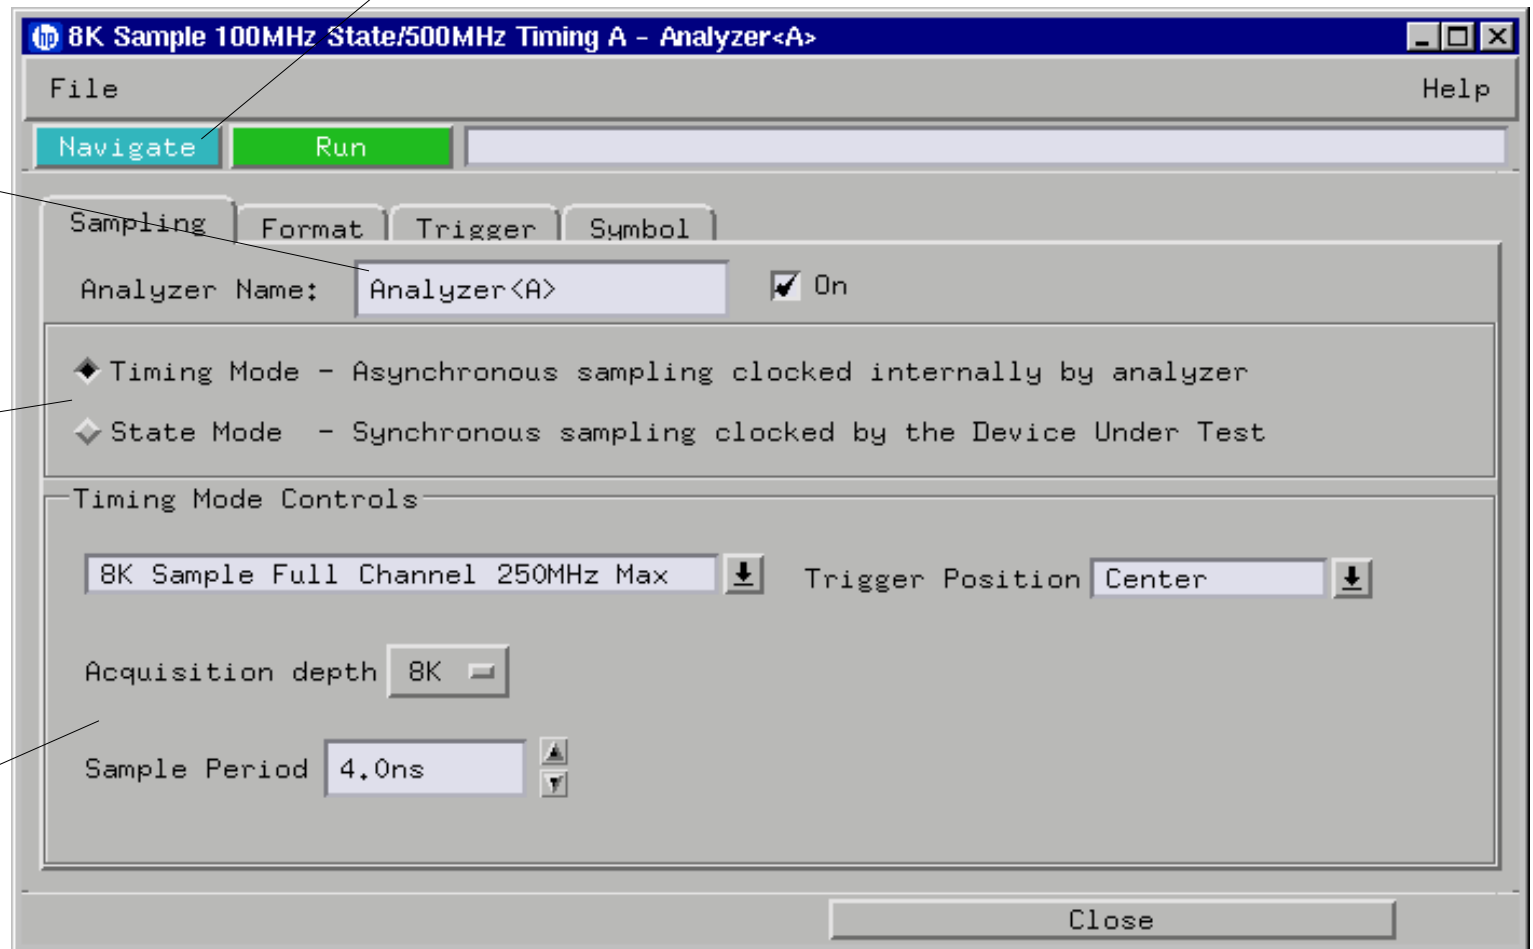 hp 8K Sample 100MHz State/500MHz Timing A - Analyzer<A>
File Help
Navigate Run
Sampling Format Trigger Symbol
Analyzer Name: Analyzer<A> On
Timing Mode - Asynchronous sampling clocked internally by analyzer
State Mode - Synchronous sampling clocked by the Device Under Test
Timing Mode Controls
8K Sample Full Channel 250MHz Max Trigger Position Center
Acquisition depth 8K
Sample Period 4.0ns
Close